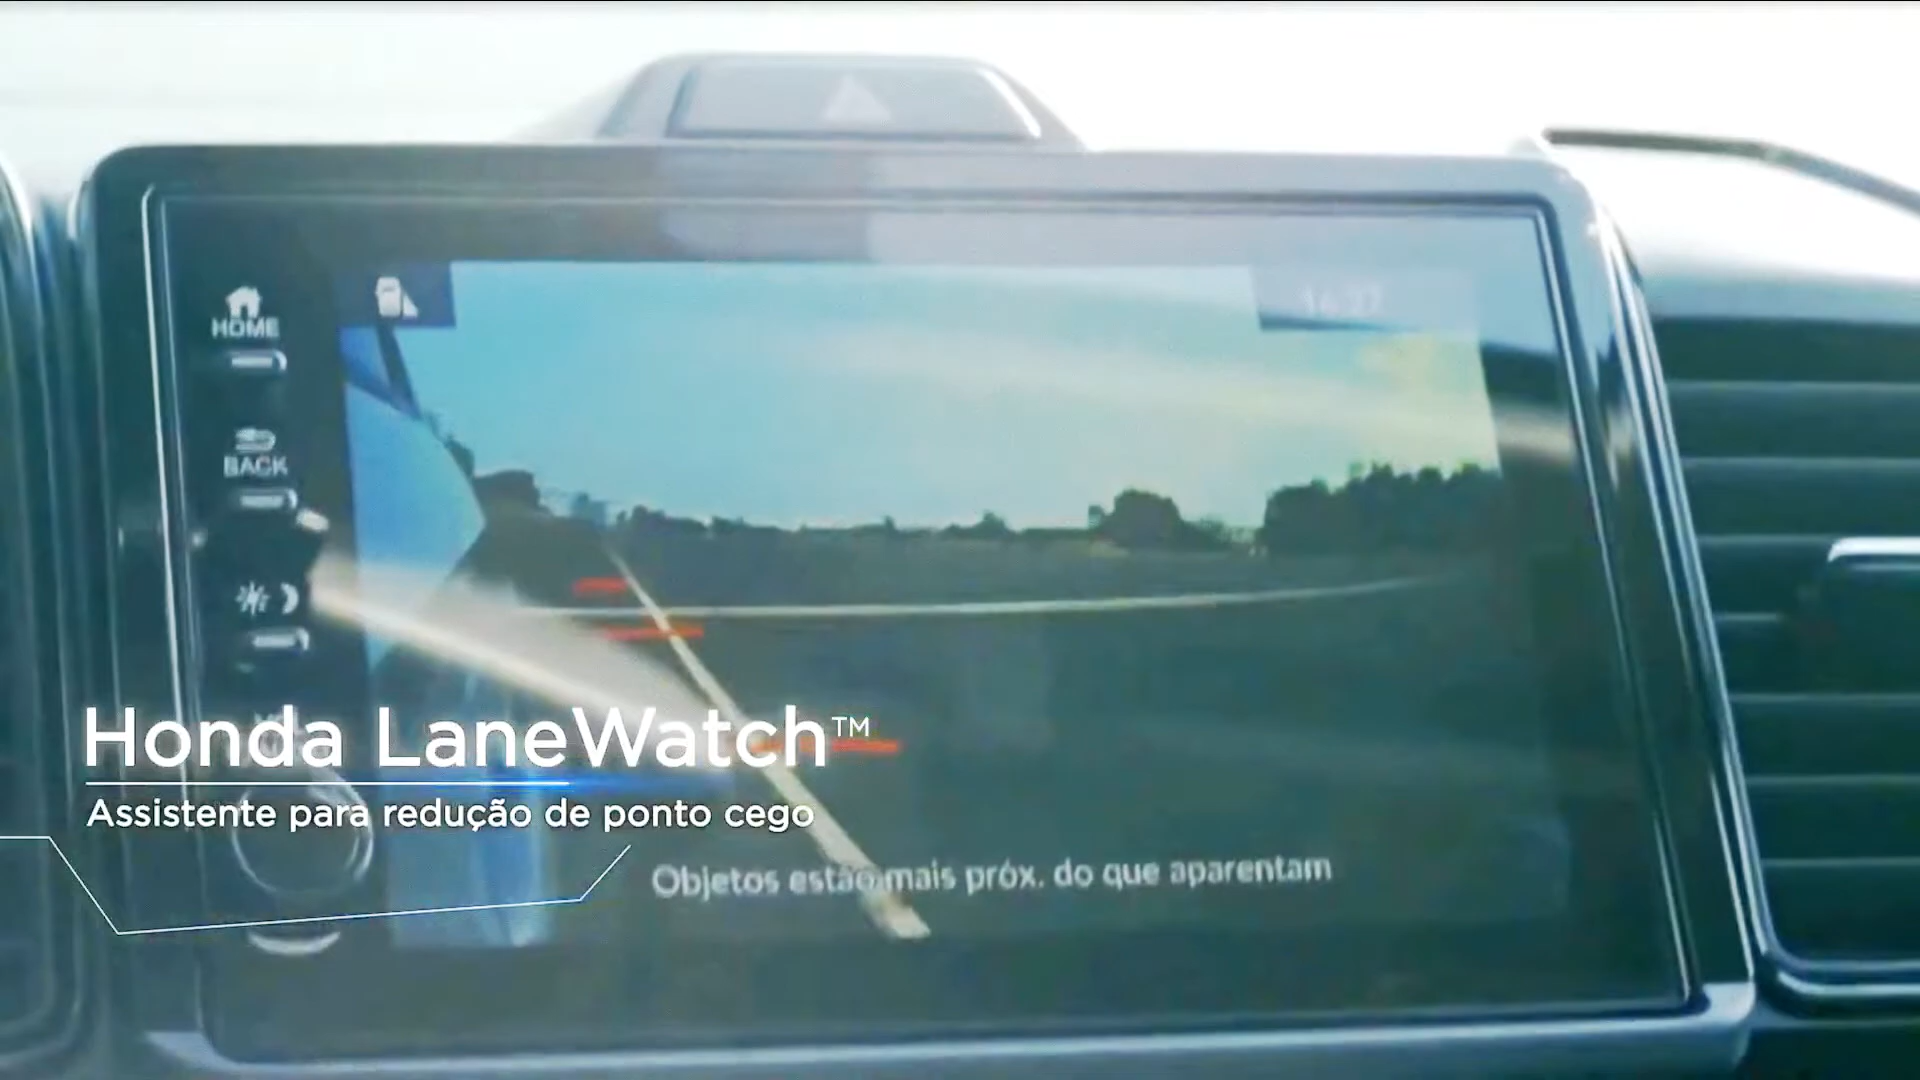 HOME
BACK
Honda LaneWatch™
Assistente para redução de ponto cego
Objetos estão mais próx. do que aparentam